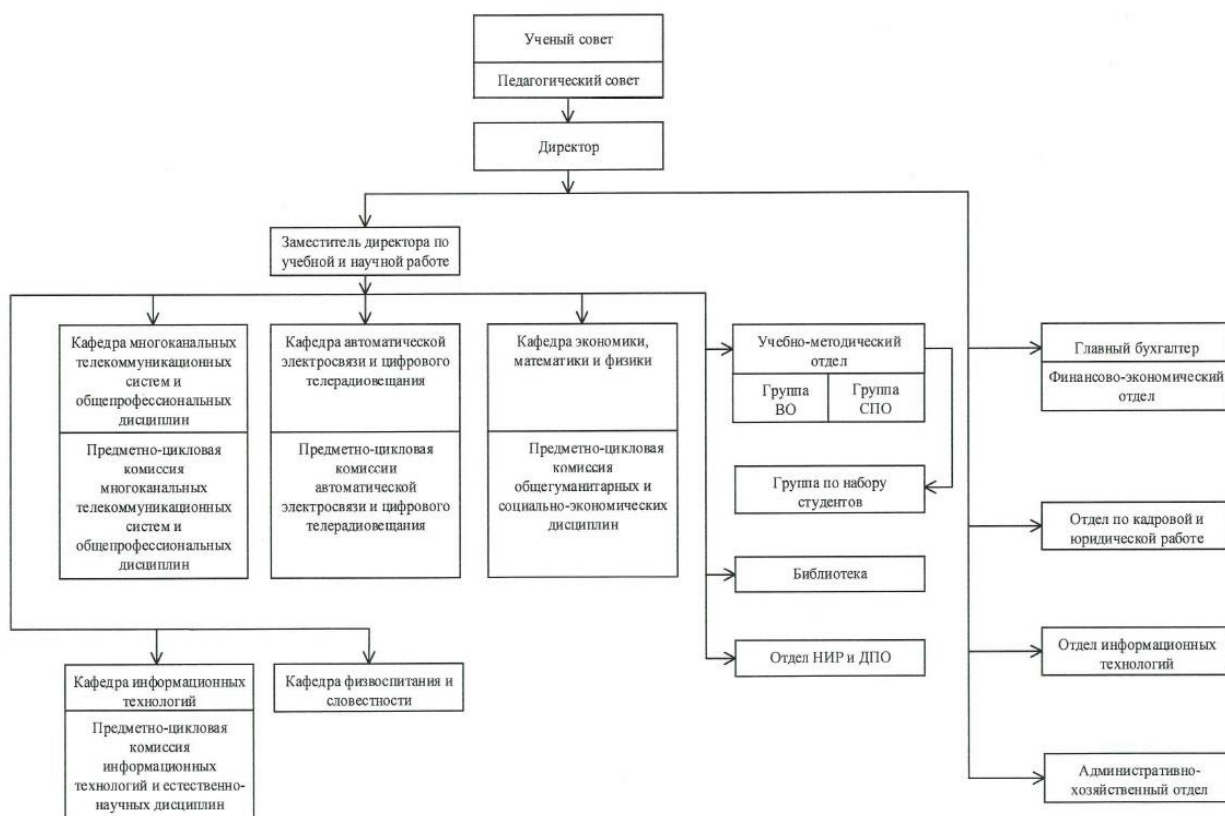 Ученый совет
Педагогический совет
Директор
Заместитель директора по
учебной и научной работе
Кафедра многоканальных
телекоммуникационных
систем и
общепрофессиональных
дисциплин
Предметно-цикловая
комиссия
многоканальных
телекоммуникационных
систем и
общепрофессиональных
дисциплин
Кафедра автоматической
электросвязи и цифрового
телерадиовещания
Предметно-цикловая
комиссии
автоматической
электросвязи и цифрового
телерадиовещания
Кафедра экономики,
математики и физики
Предметно-цикловая
комиссия
общегуманитарных и
социально-экономических
дисциплин
Учебно-методический
отдел
Группа
ВО
Группа
СПО
Группа по набору
студентов
Библиотека
Отдел НИР и ДПО
Главный бухгалтер
Финансово-экономический
отдел
Отдел по кадровой и
юридической работе
Отдел информационных
технологий
Административно-
хозяйственный отдел
Кафедра информационных
технологий
Предметно-цикловая
комиссия
информационных
технологий и естественно-
научных дисциплин
Кафедра физвоспитания и
словестности